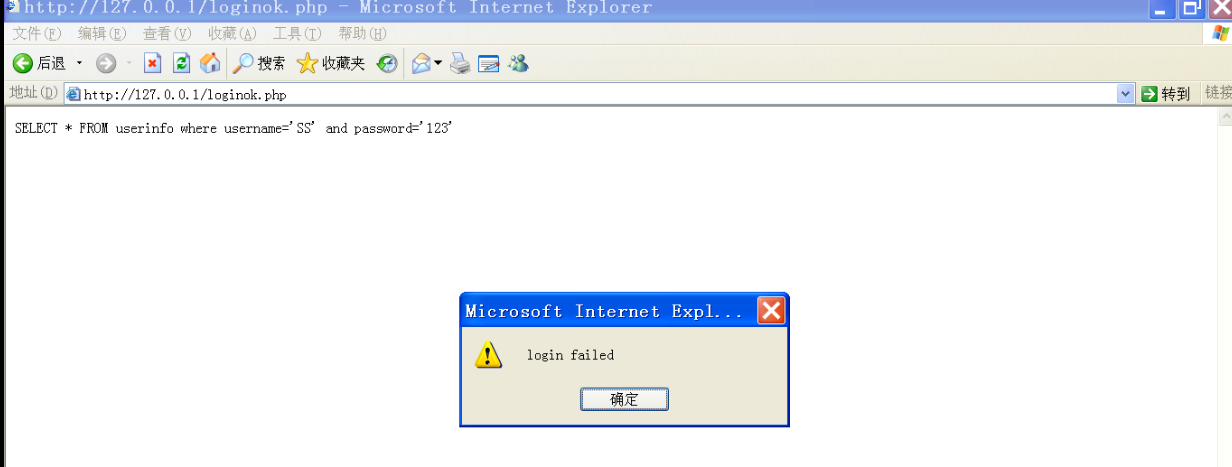 http://127.0.0.1/loginok.php - Microsoft Internet Explorer
文件(F) 编辑(E) 查看(V) 收藏(A) 工具(T) 帮助(H)
后退 搜索 收藏夹
地址(D) http://127.0.0.1/loginok.php 转到 链接
SELECT * FROM userinfo where username='SS' and password='123'
Microsoft Internet Expl...
login failed
确定